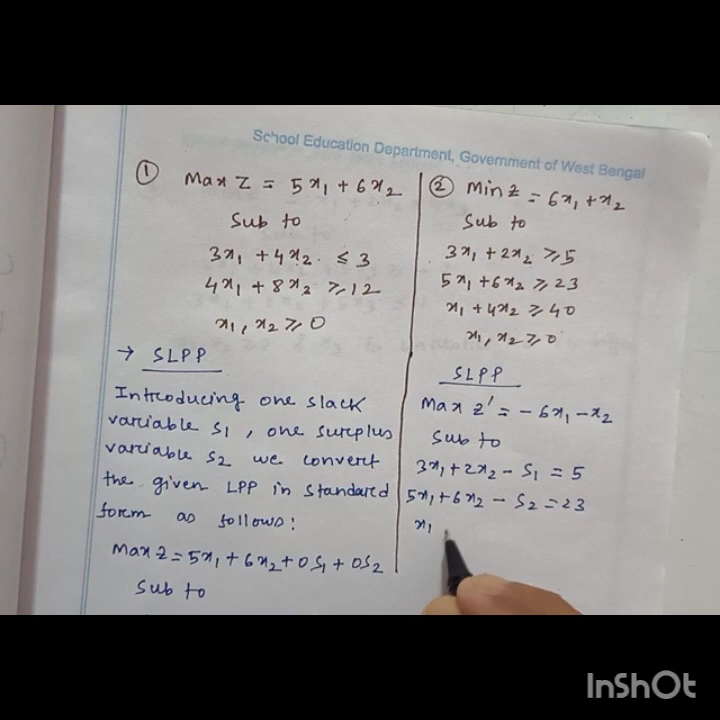 School Education Department, Government of West Bengal
① Max Z = 5x₁ + 6x₂
Sub to
3x₁ + 4x₂ ≤ 3
4x₁ + 8x₂ ≥ 12
x₁, x₂ ≥ 0
→ SLPP
Introducing one slack
variable S₁, one surplus
variable S₂ we convert
the given LPP in standard
form as follows:
Max Z = 5x₁ + 6x₂ + 0S₁ + 0S₂
Sub to
② Min Z = 6x₁ + x₂
Sub to
3x₁ + 2x₂ ≥ 5
5x₁ + 6x₂ ≥ 23
x₁ + 4x₂ ≥ 40
x₁, x₂ ≥ 0
SLPP
Max Z' = -6x₁ - x₂
Sub to
3x₁ + 2x₂ - S₁ = 5
5x₁ + 6x₂ - S₂ = 23
x₁
InShOt